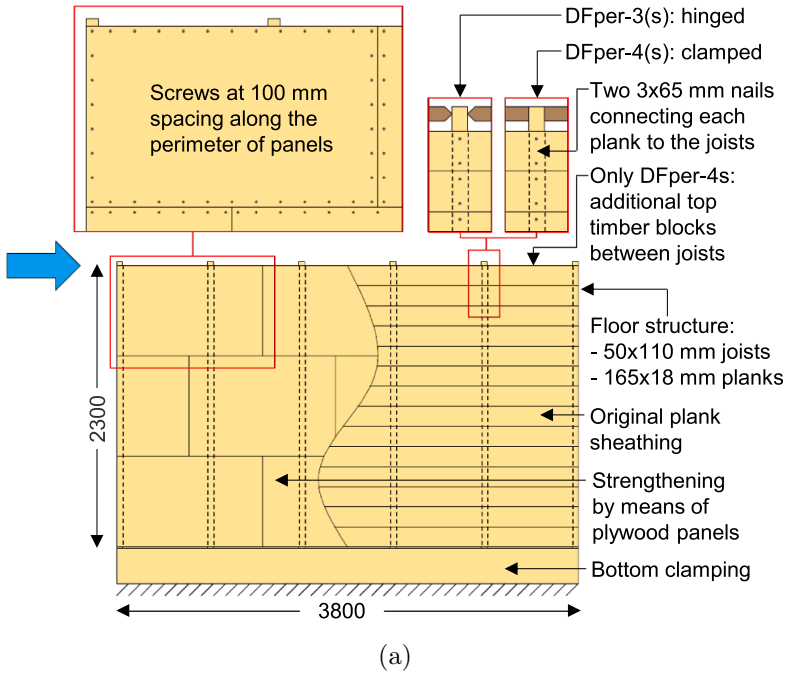 Screws at 100 mm
spacing along the
perimeter of panels
DFper-3(s): hinged
DFper-4(s): clamped
Two 3x65 mm nails
connecting each
plank to the joists
Only DFper-4s:
additional top
timber blocks
between joists
Floor structure:
- 50x110 mm joists
- 165x18 mm planks
Original plank
sheathing
Strengthening
by means of
plywood panels
Bottom clamping
2300
3800
(a)